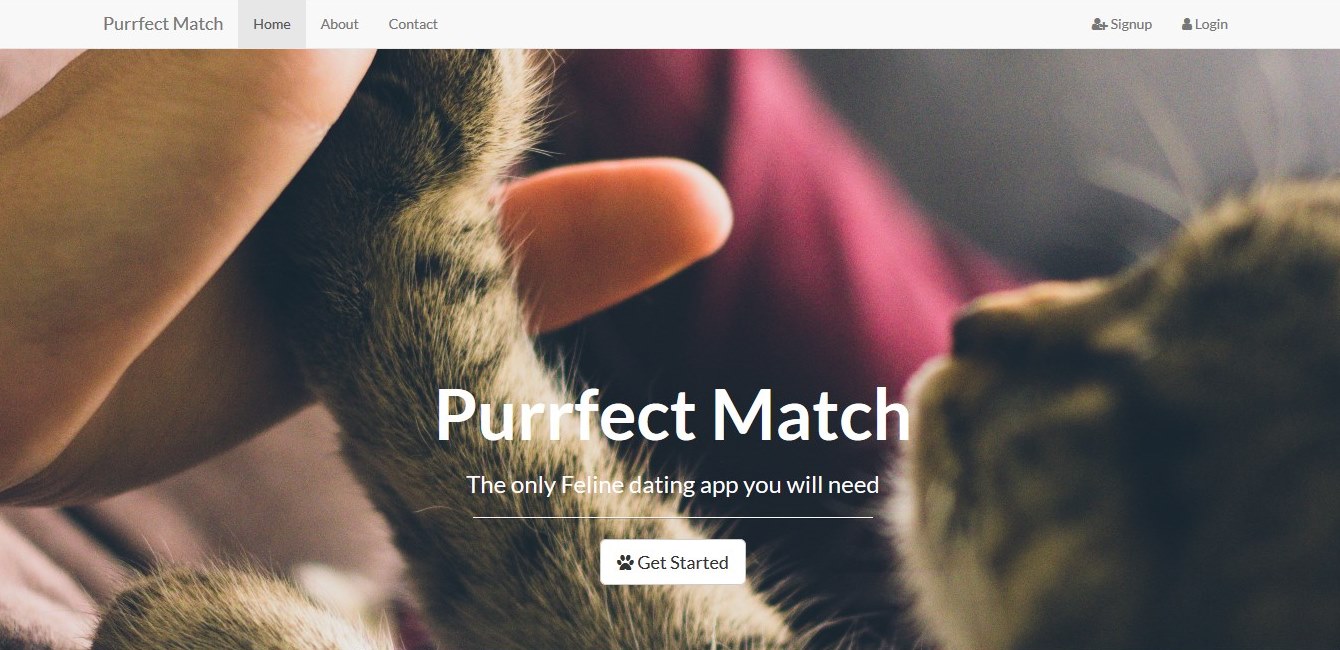 Purrfect Match Home About Contact Signup Login
Purrfect Match
The only Feline dating app you will need
Get Started